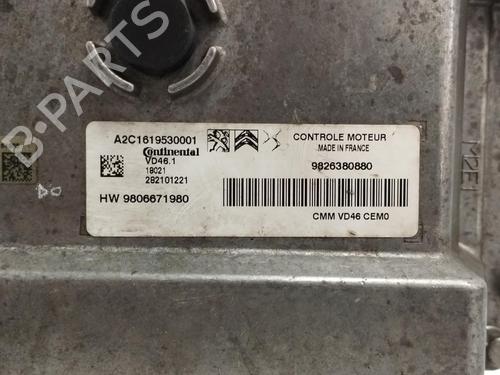 B-PARTS
A2C1619530001
Continental
VD46.1
18021
282101221
HW 9806671980
CONTROLE MOTEUR
MADE IN FRANCE
9826380880
CMM VD46 CEM0
M2E1